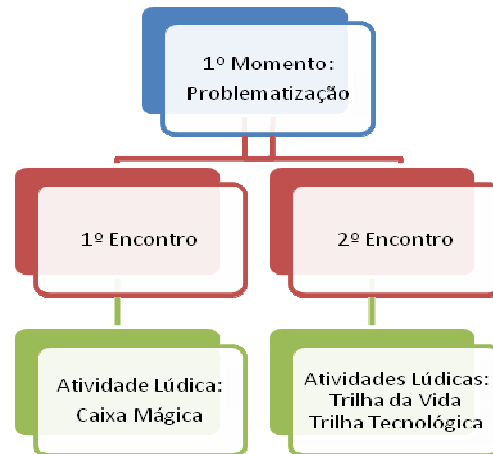 1º Momento:
Problematização
1º Encontro
2º Encontro
Atividade Lúdica:
Caixa Mágica
Atividades Lúdicas:
Trilha da Vida
Trilha Tecnológica